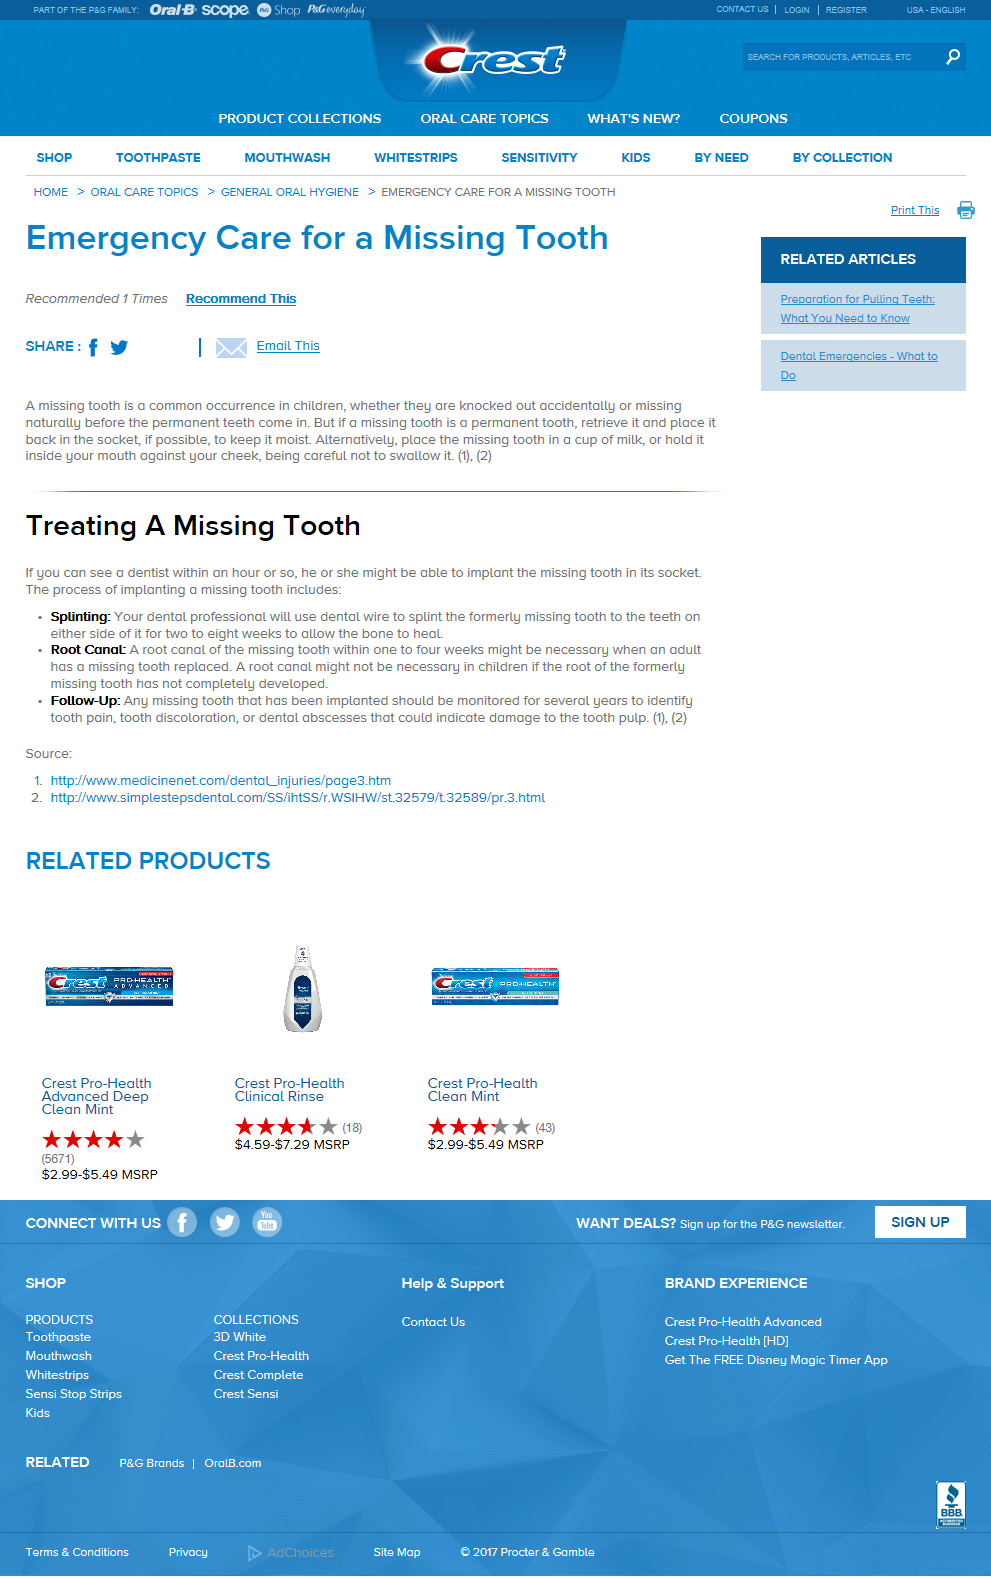 PART OF THE P&G FAMILY: Oral-B scope P&G Shop P&G everyday
CONTACT US | LOGIN | REGISTER USA - ENGLISH
Crest
SEARCH FOR PRODUCTS, ARTICLES, ETC
PRODUCT COLLECTIONS ORAL CARE TOPICS WHAT'S NEW? COUPONS
SHOP TOOTHPASTE MOUTHWASH WHITESTRIPS SENSITIVITY KIDS BY NEED BY COLLECTION
HOME > ORAL CARE TOPICS > GENERAL ORAL HYGIENE > EMERGENCY CARE FOR A MISSING TOOTH
Print This
Emergency Care for a Missing Tooth
Recommended 1 Times Recommend This
SHARE : | Email This
RELATED ARTICLES
Preparation for Pulling Teeth:
What You Need to Know
Dental Emergencies - What to
Do
A missing tooth is a common occurrence in children, whether they are knocked out accidentally or missing
naturally before the permanent teeth come in. But if a missing tooth is a permanent tooth, retrieve it and place it
back in the socket, if possible, to keep it moist. Alternatively, place the missing tooth in a cup of milk, or hold it
inside your mouth against your cheek, being careful not to swallow it. (1), (2)
Treating A Missing Tooth
If you can see a dentist within an hour or so, he or she might be able to implant the missing tooth in its socket.
The process of implanting a missing tooth includes:
• Splinting: Your dental professional will use dental wire to splint the formerly missing tooth to the teeth on
either side of it for two to eight weeks to allow the bone to heal.
• Root Canal: A root canal of the missing tooth within one to four weeks might be necessary when an adult
has a missing tooth replaced. A root canal might not be necessary in children if the root of the formerly
missing tooth has not completely developed.
• Follow-Up: Any missing tooth that has been implanted should be monitored for several years to identify
tooth pain, tooth discoloration, or dental abscesses that could indicate damage to the tooth pulp. (1), (2)
Source:
1. http://www.medicinenet.com/dental_injuries/page3.htm
2. http://www.simplestepsdental.com/SS/ihtSS/r.WSIHW/st.32579/t.32589/pr.3.html
RELATED PRODUCTS
Crest PRO-HEALTH
ADVANCED
Crest PRO-HEALTH
Crest Pro-Health
Advanced Deep
Clean Mint
(5671)
$2.99-$5.49 MSRP
Crest Pro-Health
Clinical Rinse
(18)
$4.59-$7.29 MSRP
Crest Pro-Health
Clean Mint
(43)
$2.99-$5.49 MSRP
CONNECT WITH US You Tube
WANT DEALS? Sign up for the P&G newsletter. SIGN UP
SHOP
PRODUCTS
Toothpaste
Mouthwash
Whitestrips
Sensi Stop Strips
Kids
COLLECTIONS
3D White
Crest Pro-Health
Crest Complete
Crest Sensi
Help & Support
Contact Us
BRAND EXPERIENCE
Crest Pro-Health Advanced
Crest Pro-Health [HD]
Get The FREE Disney Magic Timer App
RELATED P&G Brands | OralB.com
BBB
ACCREDITED
BUSINESS
Terms & Conditions Privacy AdChoices Site Map © 2017 Procter & Gamble